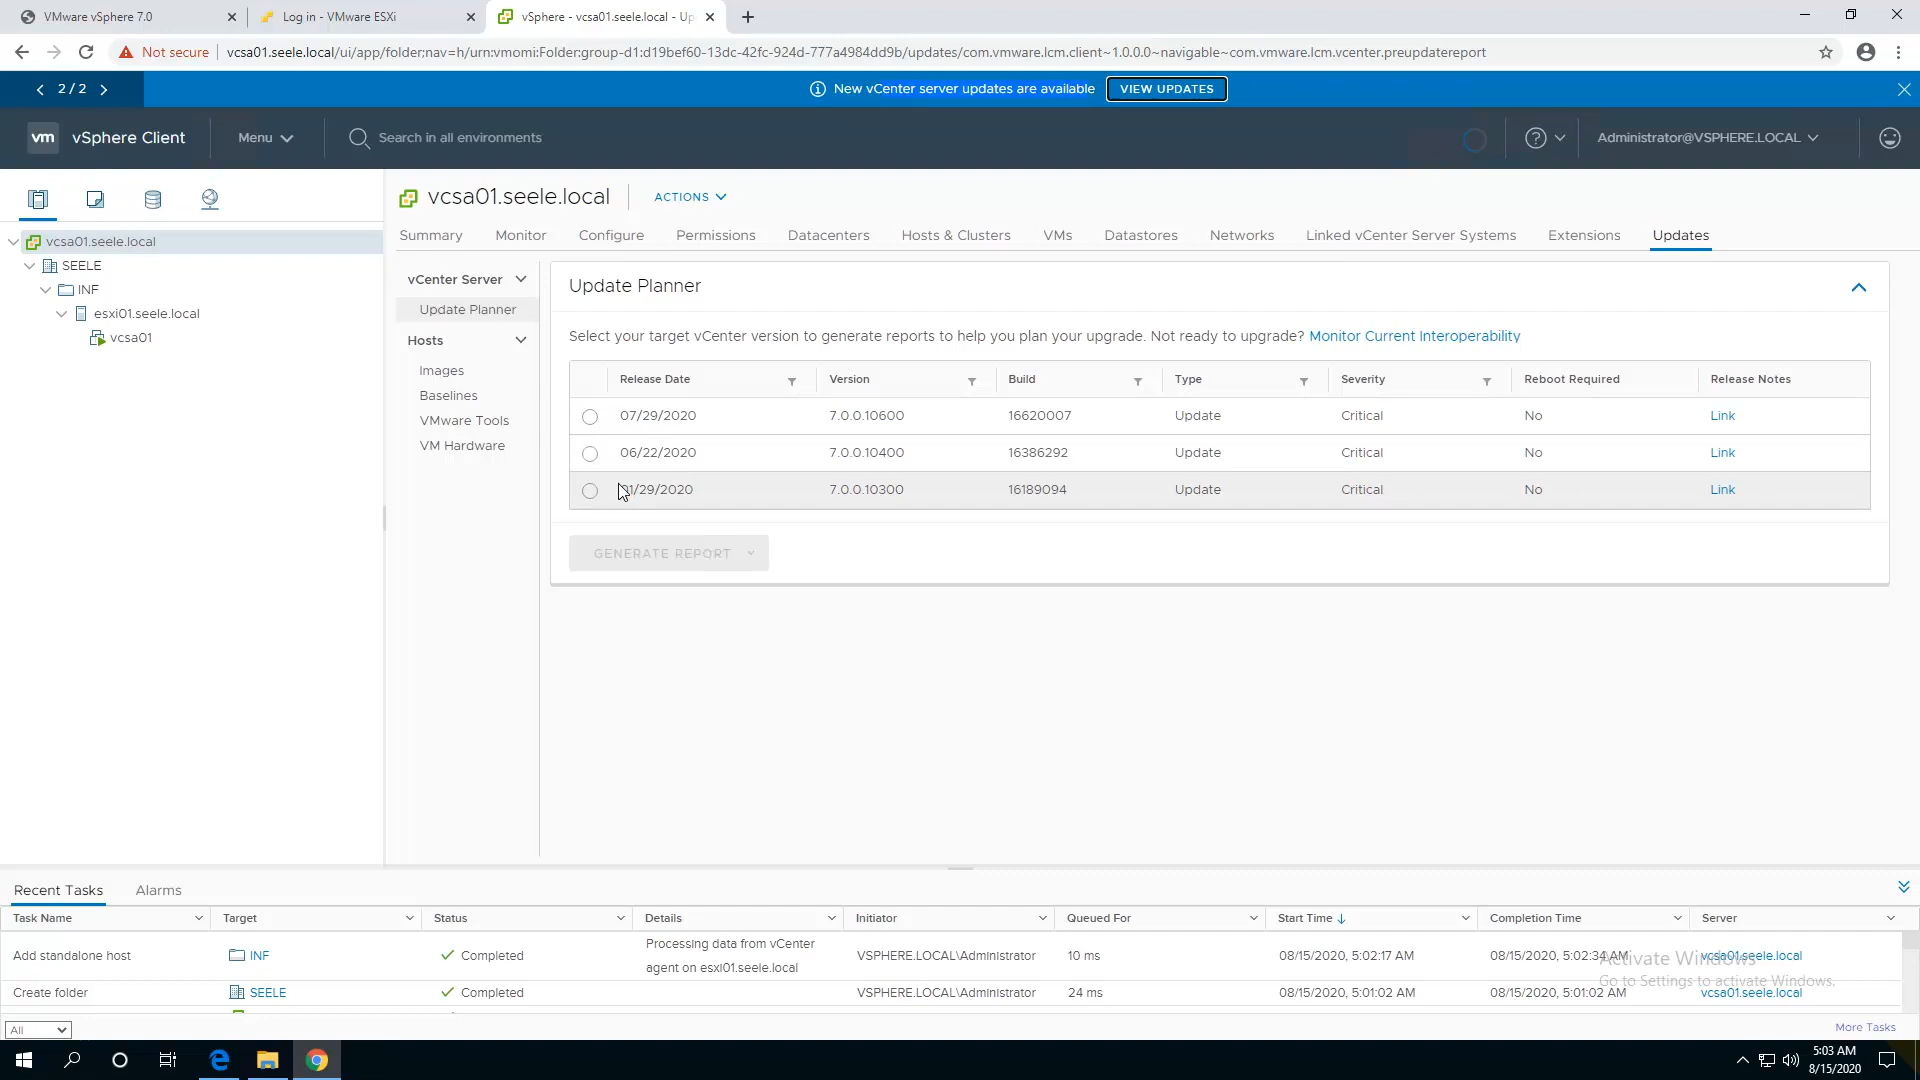 VMware vSphere 7.0
Log in - VMware ESXi
vSphere - vcsa01.seele.local - Up
Not secure
vcsa01.seele.local/ui/app/folder;nav=h/urn:vmomi:Folder:group-d1:d19bef60-13dc-42fc-924d-777a4984dd9b/updates/com.vmware.lcm.client~1.0.0.0~navigable~com.vmware.lcm.vcenter.preupdatereport
2 / 2
New vCenter server updates are available
VIEW UPDATES
vm
vSphere Client
Menu
Search in all environments
Administrator@VSPHERE.LOCAL
vcsa01.seele.local
ACTIONS
Summary Monitor Configure Permissions Datacenters Hosts & Clusters VMs Datastores Networks Linked vCenter Server Systems Extensions Updates
vcsa01.seele.local
SEELE
INF
esxi01.seele.local
vcsa01
vCenter Server
Update Planner
Hosts
Images
Baselines
VMware Tools
VM Hardware
Update Planner
Select your target vCenter version to generate reports to help you plan your upgrade. Not ready to upgrade? Monitor Current Interoperability
Release Date Version Build Type Severity Reboot Required Release Notes
07/29/2020 7.0.0.10600 16620007 Update Critical No Link
06/22/2020 7.0.0.10400 16386292 Update Critical No Link
/29/2020 7.0.0.10300 16189094 Update Critical No Link
GENERATE REPORT
Recent Tasks Alarms
Task Name Target Status Details Initiator Queued For Start Time Completion Time Server
Add standalone host INF Completed Processing data from vCenter agent on esxi01.seele.local VSPHERE.LOCAL\Administrator 10 ms 08/15/2020, 5:02:17 AM 08/15/2020, 5:02:34 AM vcsa01.seele.local
Create folder SEELE Completed VSPHERE.LOCAL\Administrator 24 ms 08/15/2020, 5:01:02 AM 08/15/2020, 5:01:02 AM vcsa01.seele.local
Activate Windows
Go to Settings to activate Windows.
All
More Tasks
5:03 AM
8/15/2020